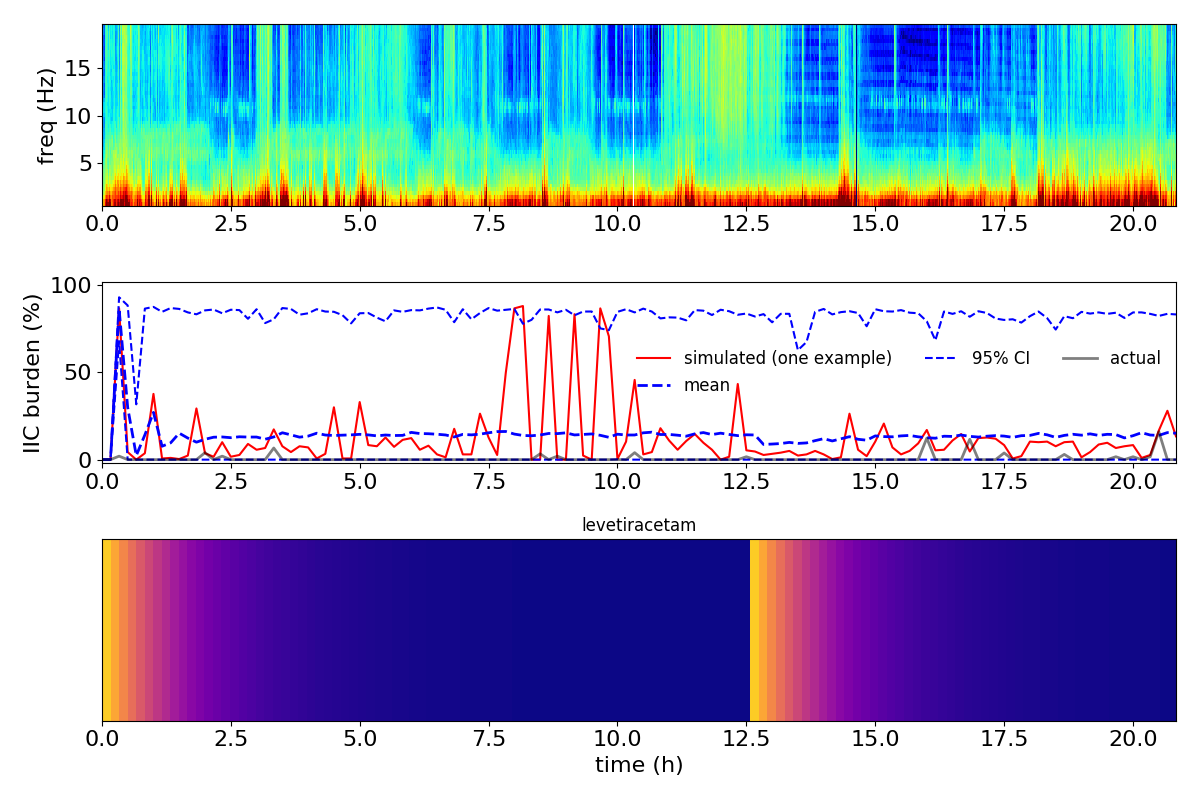 freq (Hz)
15
10
5
0.0 2.5 5.0 7.5 10.0 12.5 15.0 17.5 20.0
IIC burden (%)
100
50
0
simulated (one example) 95% CI actual
mean
0.0 2.5 5.0 7.5 10.0 12.5 15.0 17.5 20.0
levetiracetam
0.0 2.5 5.0 7.5 10.0 12.5 15.0 17.5 20.0
time (h)